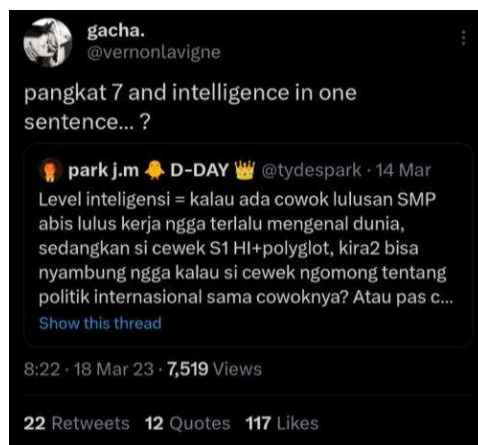 gacha.
@vernonlavigne
pangkat 7 and intelligence in one
sentence... ?
park j.m 🐥 D-DAY 👑 @tydespark · 14 Mar
Level inteligensi = kalau ada cowok lulusan SMP
abis lulus kerja ngga terlalu mengenal dunia,
sedangkan si cewek S1 HI+polyglot, kira2 bisa
nyambung ngga kalau si cewek ngomong tentang
politik internasional sama cowoknya? Atau pas c...
Show this thread
8:22 · 18 Mar 23 · 7,519 Views
22 Retweets 12 Quotes 117 Likes